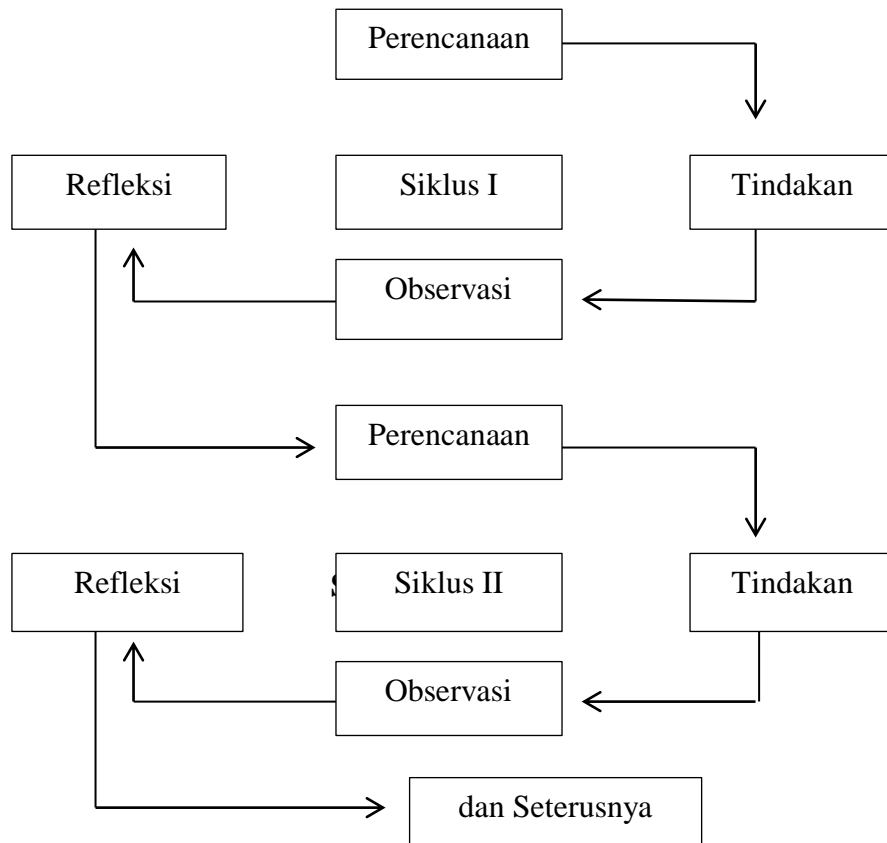 Perencanaan
Refleksi
Siklus I
Tindakan
Observasi
Perencanaan
Refleksi
Siklus II
Tindakan
Observasi
dan Seterusnya